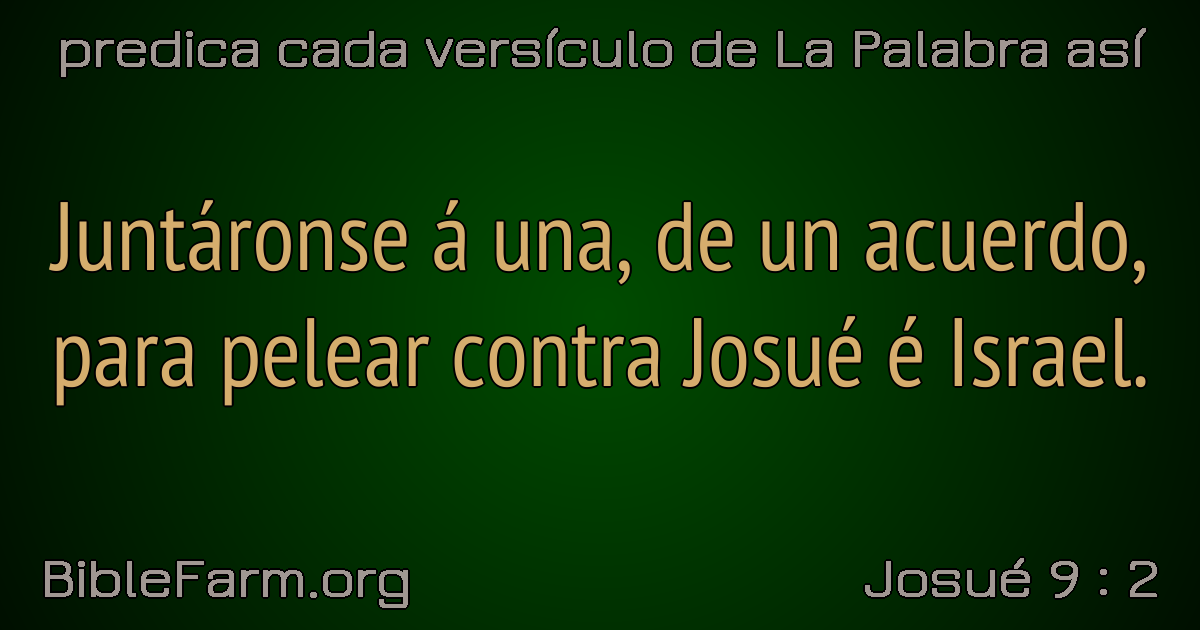 predica cada versículo de La Palabra así
Juntáronse á una, de un acuerdo,
para pelear contra Josué é Israel.
BibleFarm.org
Josué 9 : 2